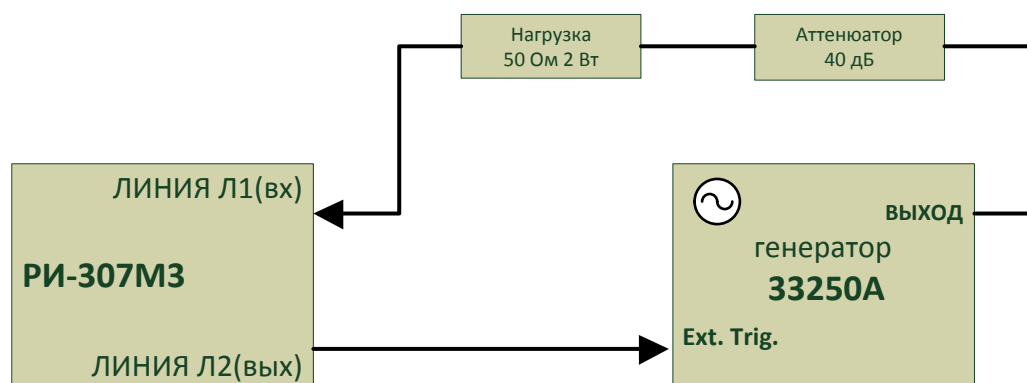 Нагрузка
50 Ом 2 Вт
Аттенюатор
40 дБ
ЛИНИЯ Л1(вх)
РИ-307М3
ЛИНИЯ Л2(вых)
ВЫХОД
генератор
33250А
Ext. Trig.